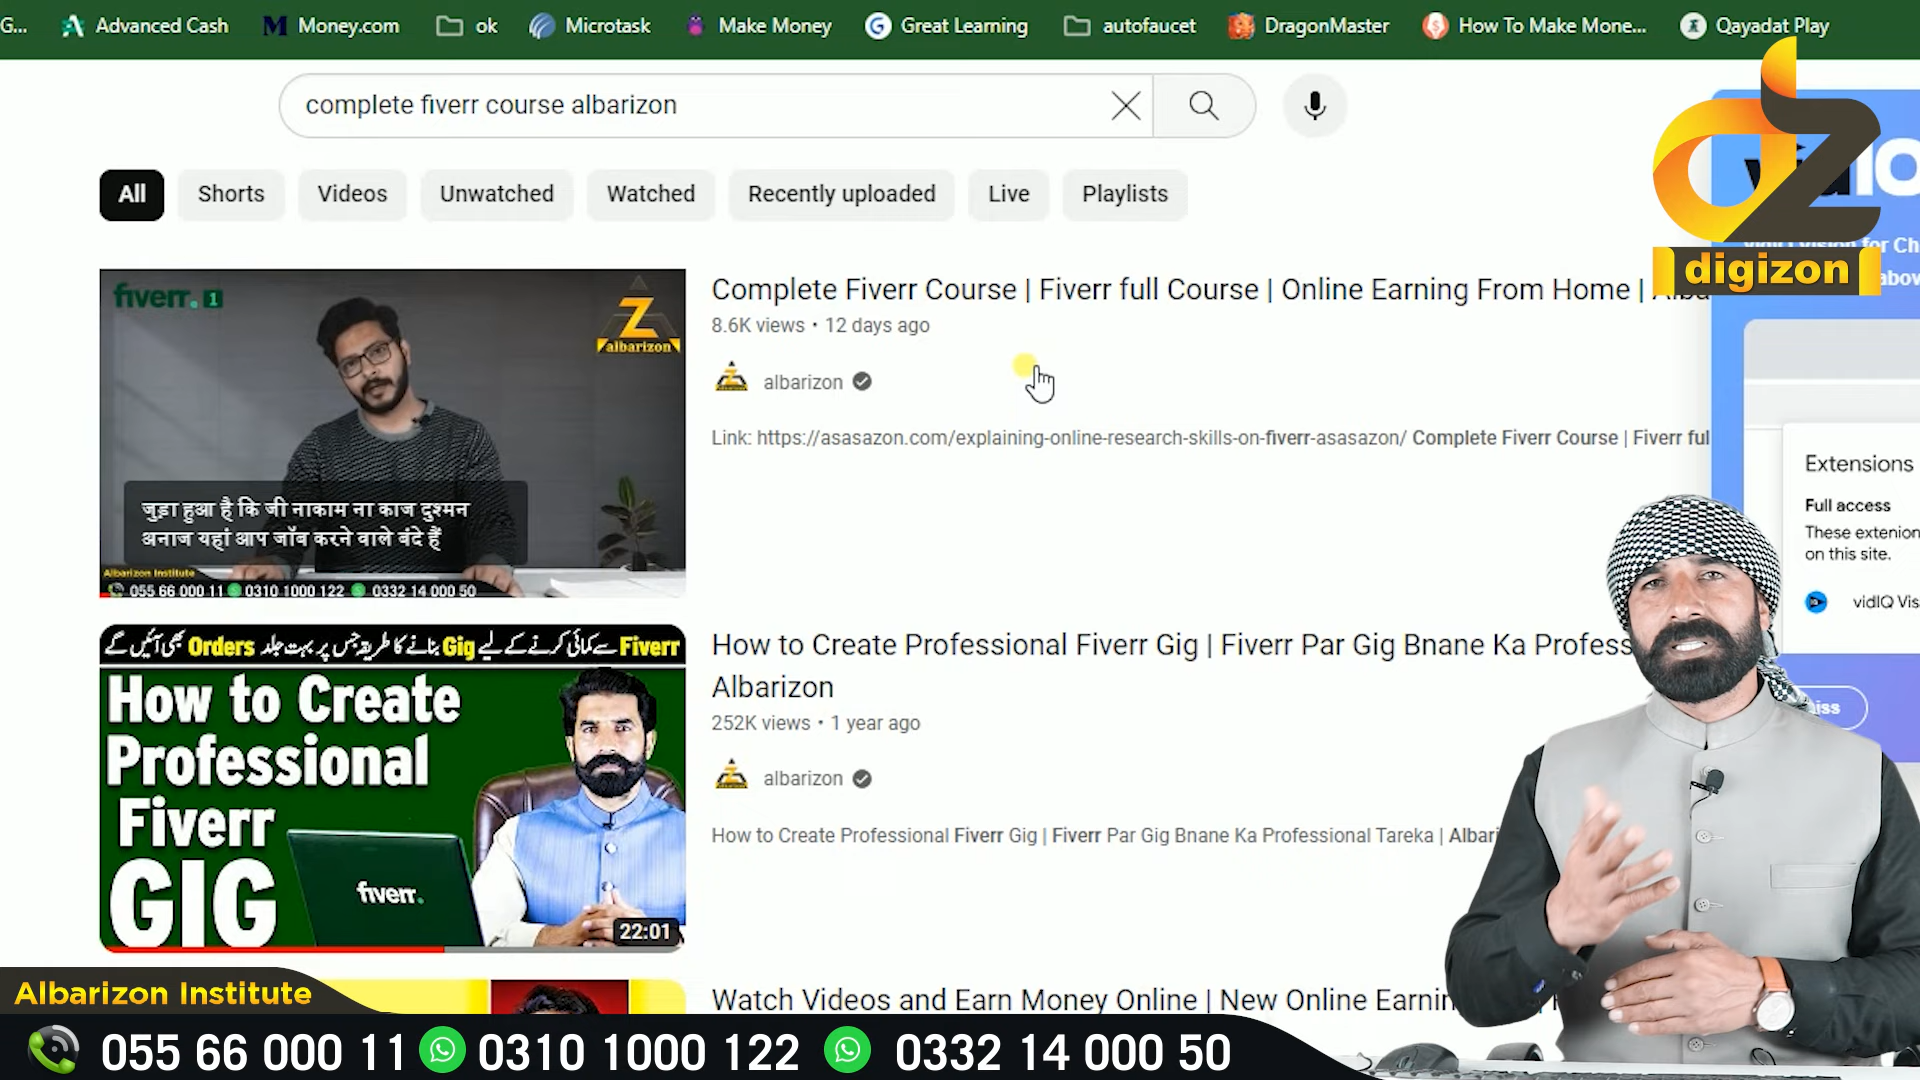 G...
Advanced Cash
Money.com
ok
Microtask
Make Money
Great Learning
autofaucet
DragonMaster
How To Make Mone...
Qayadat Play
complete fiverr course albarizon
All
Shorts
Videos
Unwatched
Watched
Recently uploaded
Live
Playlists
digizon
for Ch
abov
fiverr. 1
albarizon
जुड़ा हुआ है कि जी नाकाम ना काज दुश्मन
अनाज यहां आप जॉब करने वाले बंदे हैं
Albarizon Institute
055 66 000 11 0310 1000 122 0332 14 000 50
Complete Fiverr Course | Fiverr full Course | Online Earning From Home |
8.6K views • 12 days ago
albarizon
Link: https://asasazon.com/explaining-online-research-skills-on-fiverr-asasazon/ Complete Fiverr Course | Fiverr ful
Extensions
Full access
These extenion
on this site.
vidIQ Vis
iss
Fiverr سے کمائی کرنے کے لیے Gig بنانے کا طریقہ جس پر بہت جلد Orders بھی آئیں گے
How to Create
Professional
Fiverr
GIG
fiverr.
22:01
How to Create Professional Fiverr Gig | Fiverr Par Gig Bnane Ka Profess
Albarizon
252K views • 1 year ago
albarizon
How to Create Professional Fiverr Gig | Fiverr Par Gig Bnane Ka Professional Tareka | Albari
Watch Videos and Earn Money Online | New Online Earnin
Albarizon Institute
055 66 000 11 0310 1000 122 0332 14 000 50